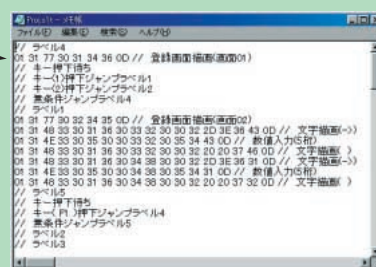 Procolt - メモ帳
ファイル(F) 編集(E) 検索(S) ヘルプ(H)
// ラベル4
01 31 77 30 31 34 36 0D // 登録画面描画(画面01)
// キー押下待ち
// キー(1)押下ジャンプラベル1
// キー(2)押下ジャンプラベル2
// 無条件ジャンプラベル4
// ラベル1
01 31 77 30 32 34 35 0D // 登録画面描画(画面02)
01 31 48 33 30 31 36 30 33 32 30 30 32 2D 3E 36 43 0D // 文字描画(->)
01 31 4E 33 30 35 30 33 32 30 35 34 43 0D // 数値入力(5桁)
01 31 48 33 30 31 36 30 33 32 30 30 32 20 20 37 46 0D // 文字描画( )
01 31 48 33 30 31 36 30 34 38 30 30 32 2D 3E 36 31 0D // 文字描画(->)
01 31 4E 33 30 35 30 34 38 30 35 34 31 0D // 数値入力(5桁)
01 31 48 33 30 31 36 30 34 38 30 30 32 20 20 37 32 0D // 文字描画( )
// ラベル5
// キー押下待ち
// キー( P1 )押下ジャンプラベル4
// 無条件ジャンプラベル5
// ラベル2
// ラベル3